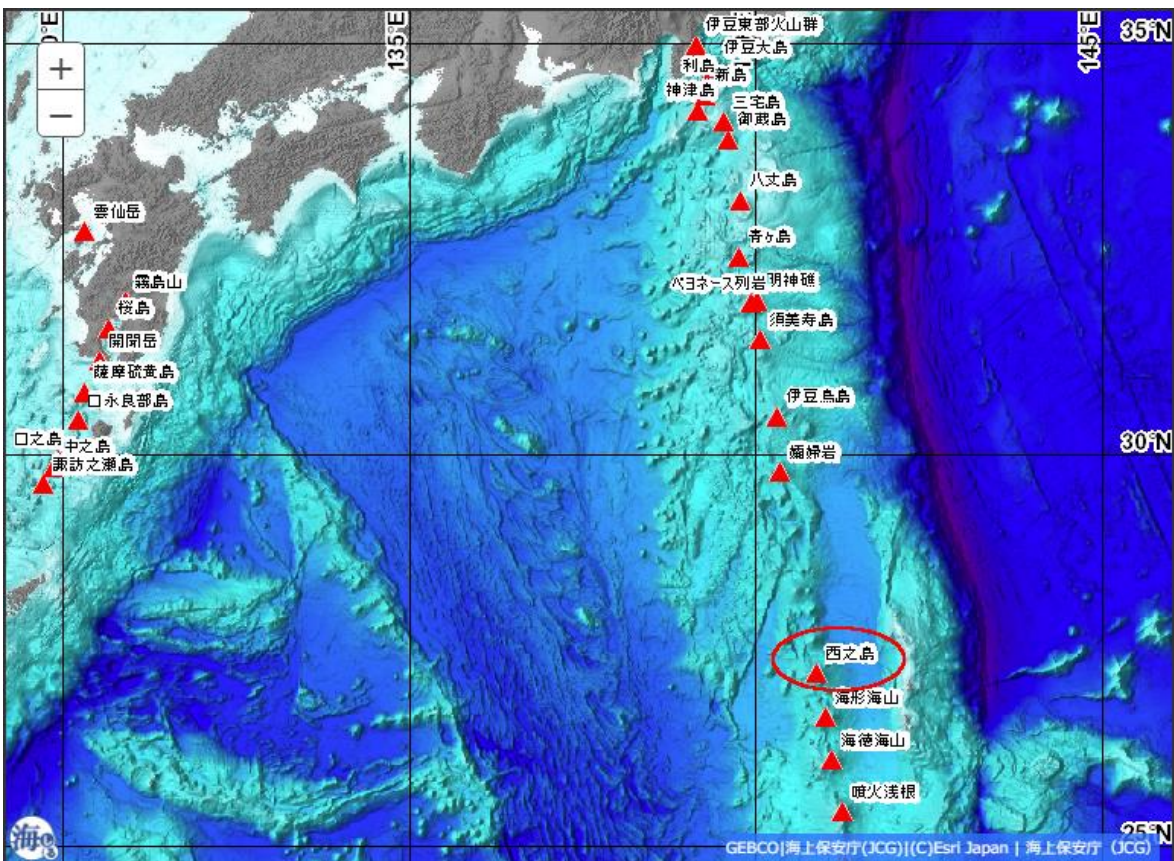 伊豆東部火山群
35°N
135°E
145°E
0°E
+
伊豆大島
利島
新島
神津島
三宅島
御蔵島
−
八丈島
雲仙岳
青ヶ島
霧島山
ベヨネース列岩
明神礁
桜島
須美寿島
開聞岳
薩摩硫黄島
口永良部島
伊豆鳥島
口之島
中之島
30°N
孀婦岩
諏訪之瀬島
西之島
海形海山
海徳海山
噴火浅根
25°N
海しる
GEBCO|海上保安庁(JCG)|(C)Esri Japan | 海上保安庁（JCG）